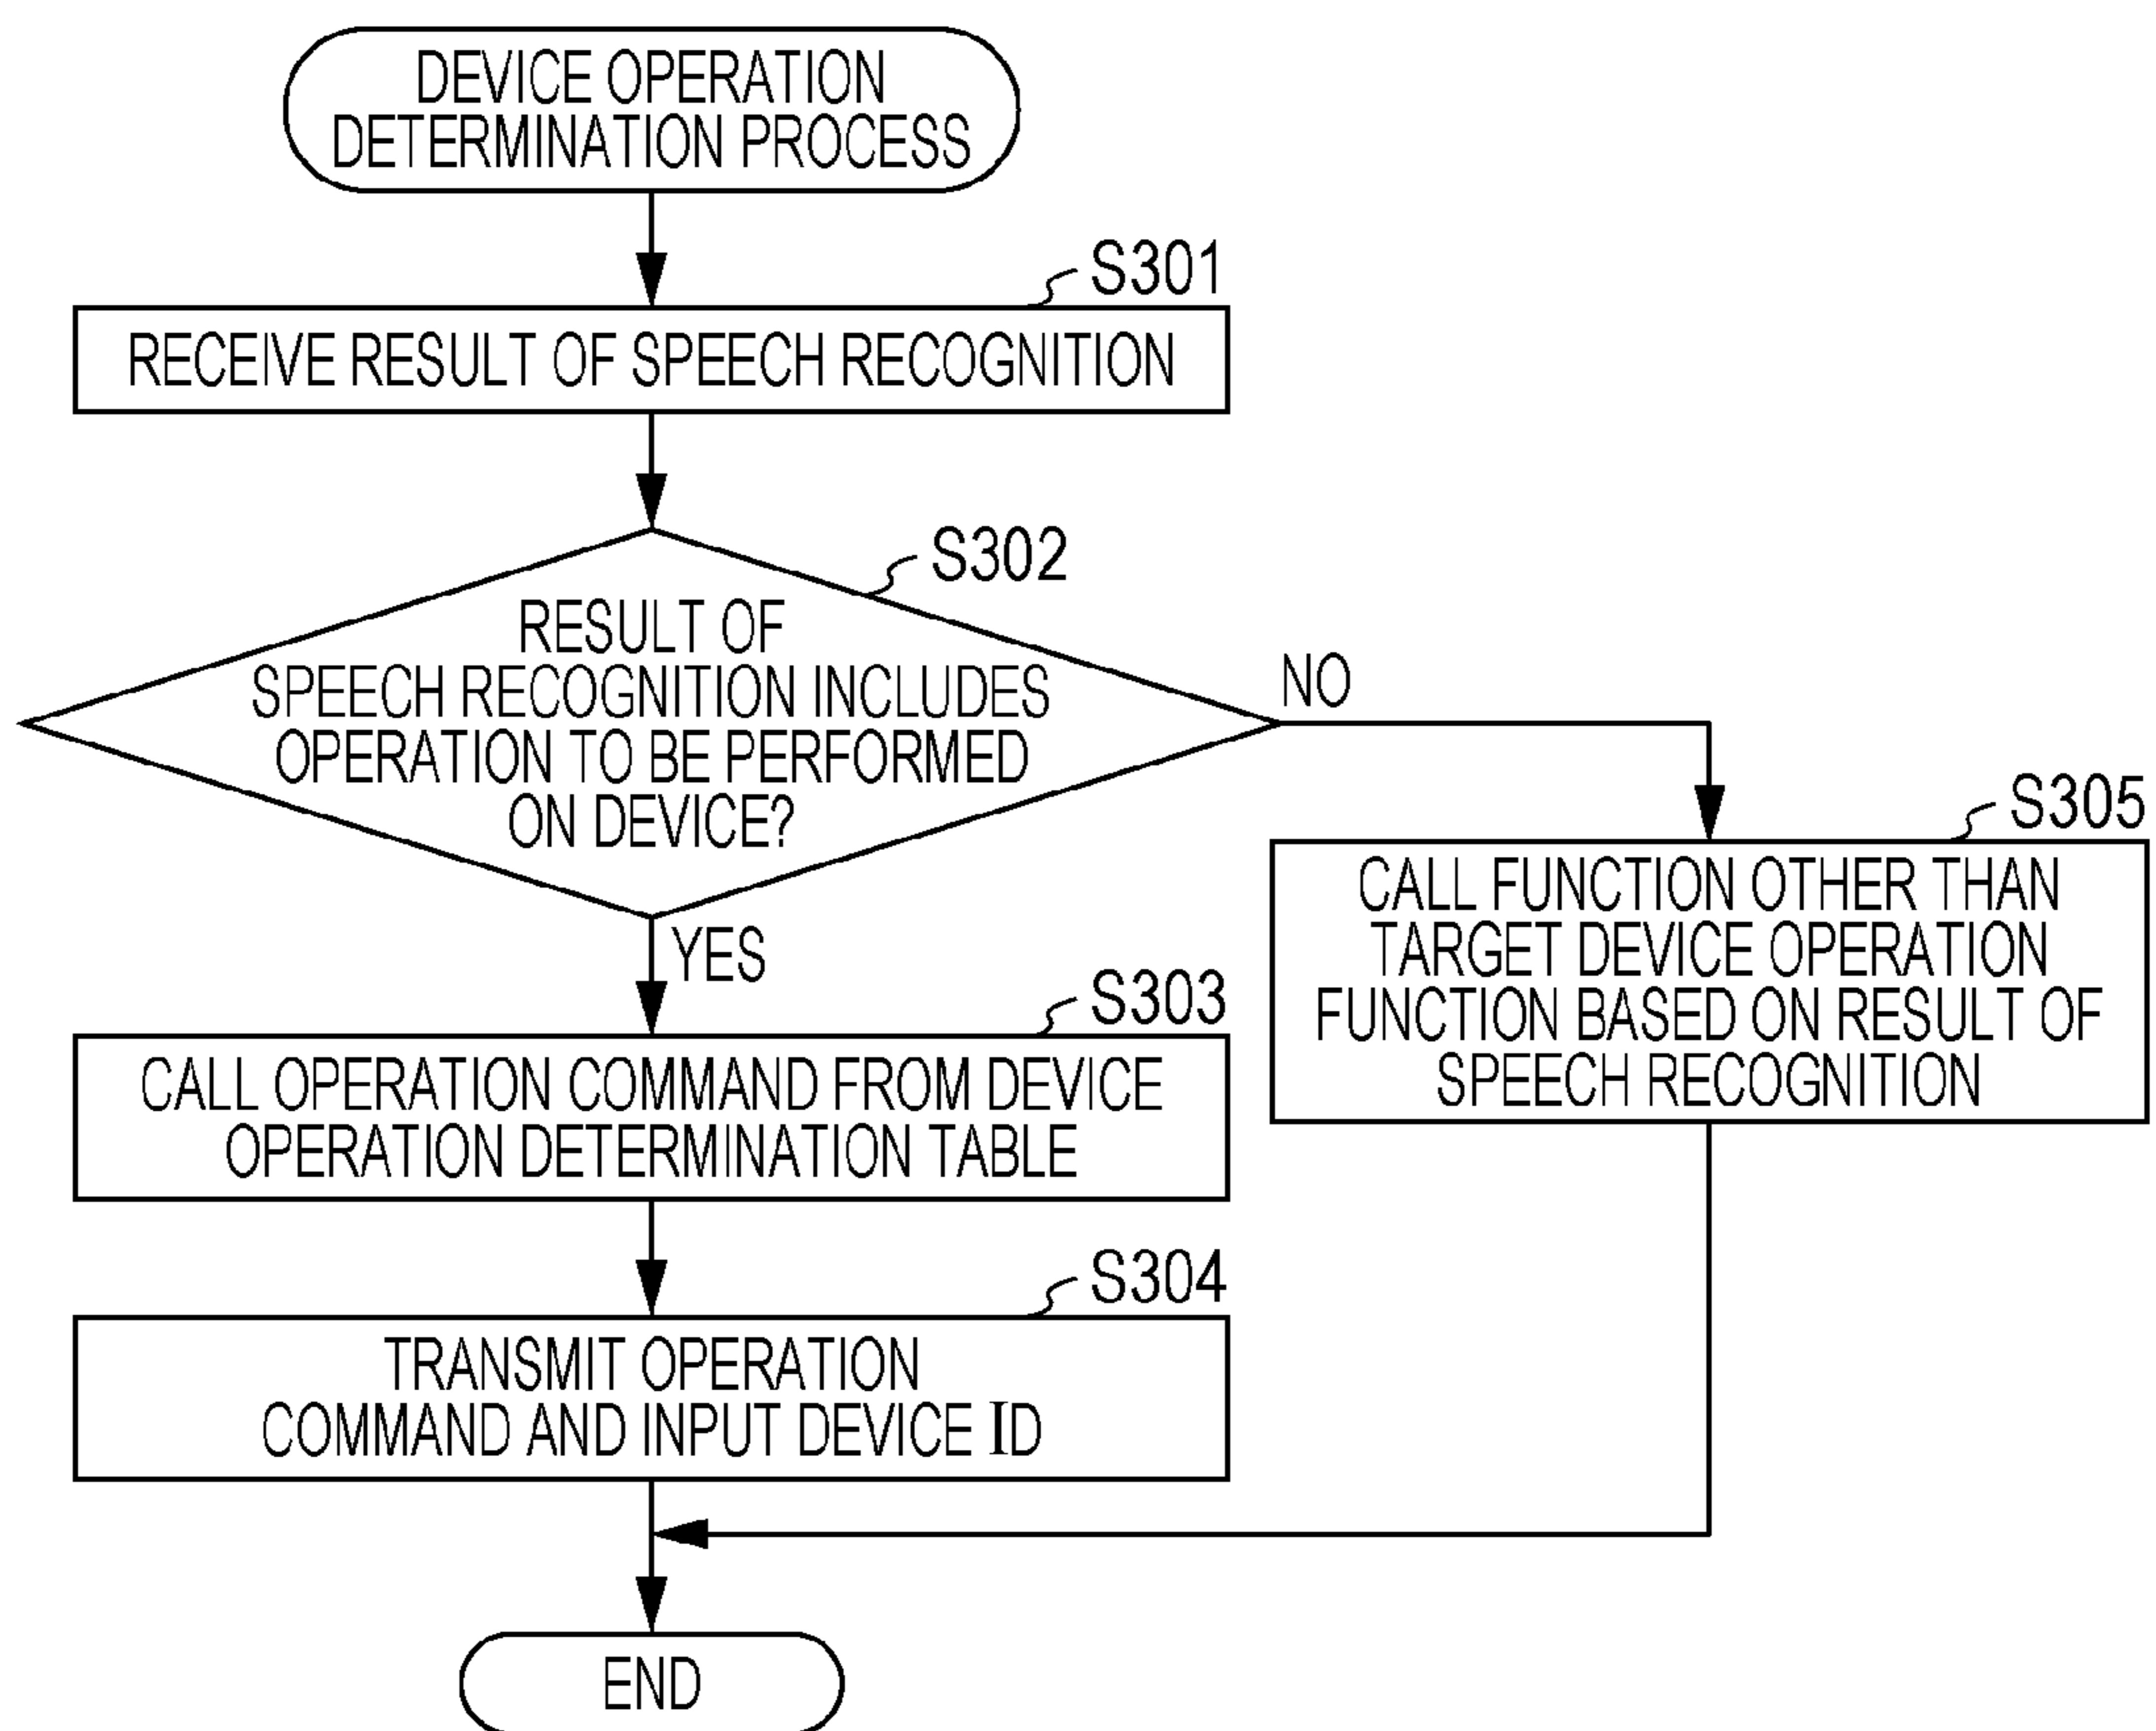 DEVICE OPERATION
DETERMINATION PROCESS
S301
RECEIVE RESULT OF SPEECH RECOGNITION
S302
RESULT OF
SPEECH RECOGNITION INCLUDES
OPERATION TO BE PERFORMED
ON DEVICE?
NO
YES
S305
CALL FUNCTION OTHER THAN
TARGET DEVICE OPERATION
FUNCTION BASED ON RESULT OF
SPEECH RECOGNITION
S303
CALL OPERATION COMMAND FROM DEVICE
OPERATION DETERMINATION TABLE
S304
TRANSMIT OPERATION
COMMAND AND INPUT DEVICE ID
END